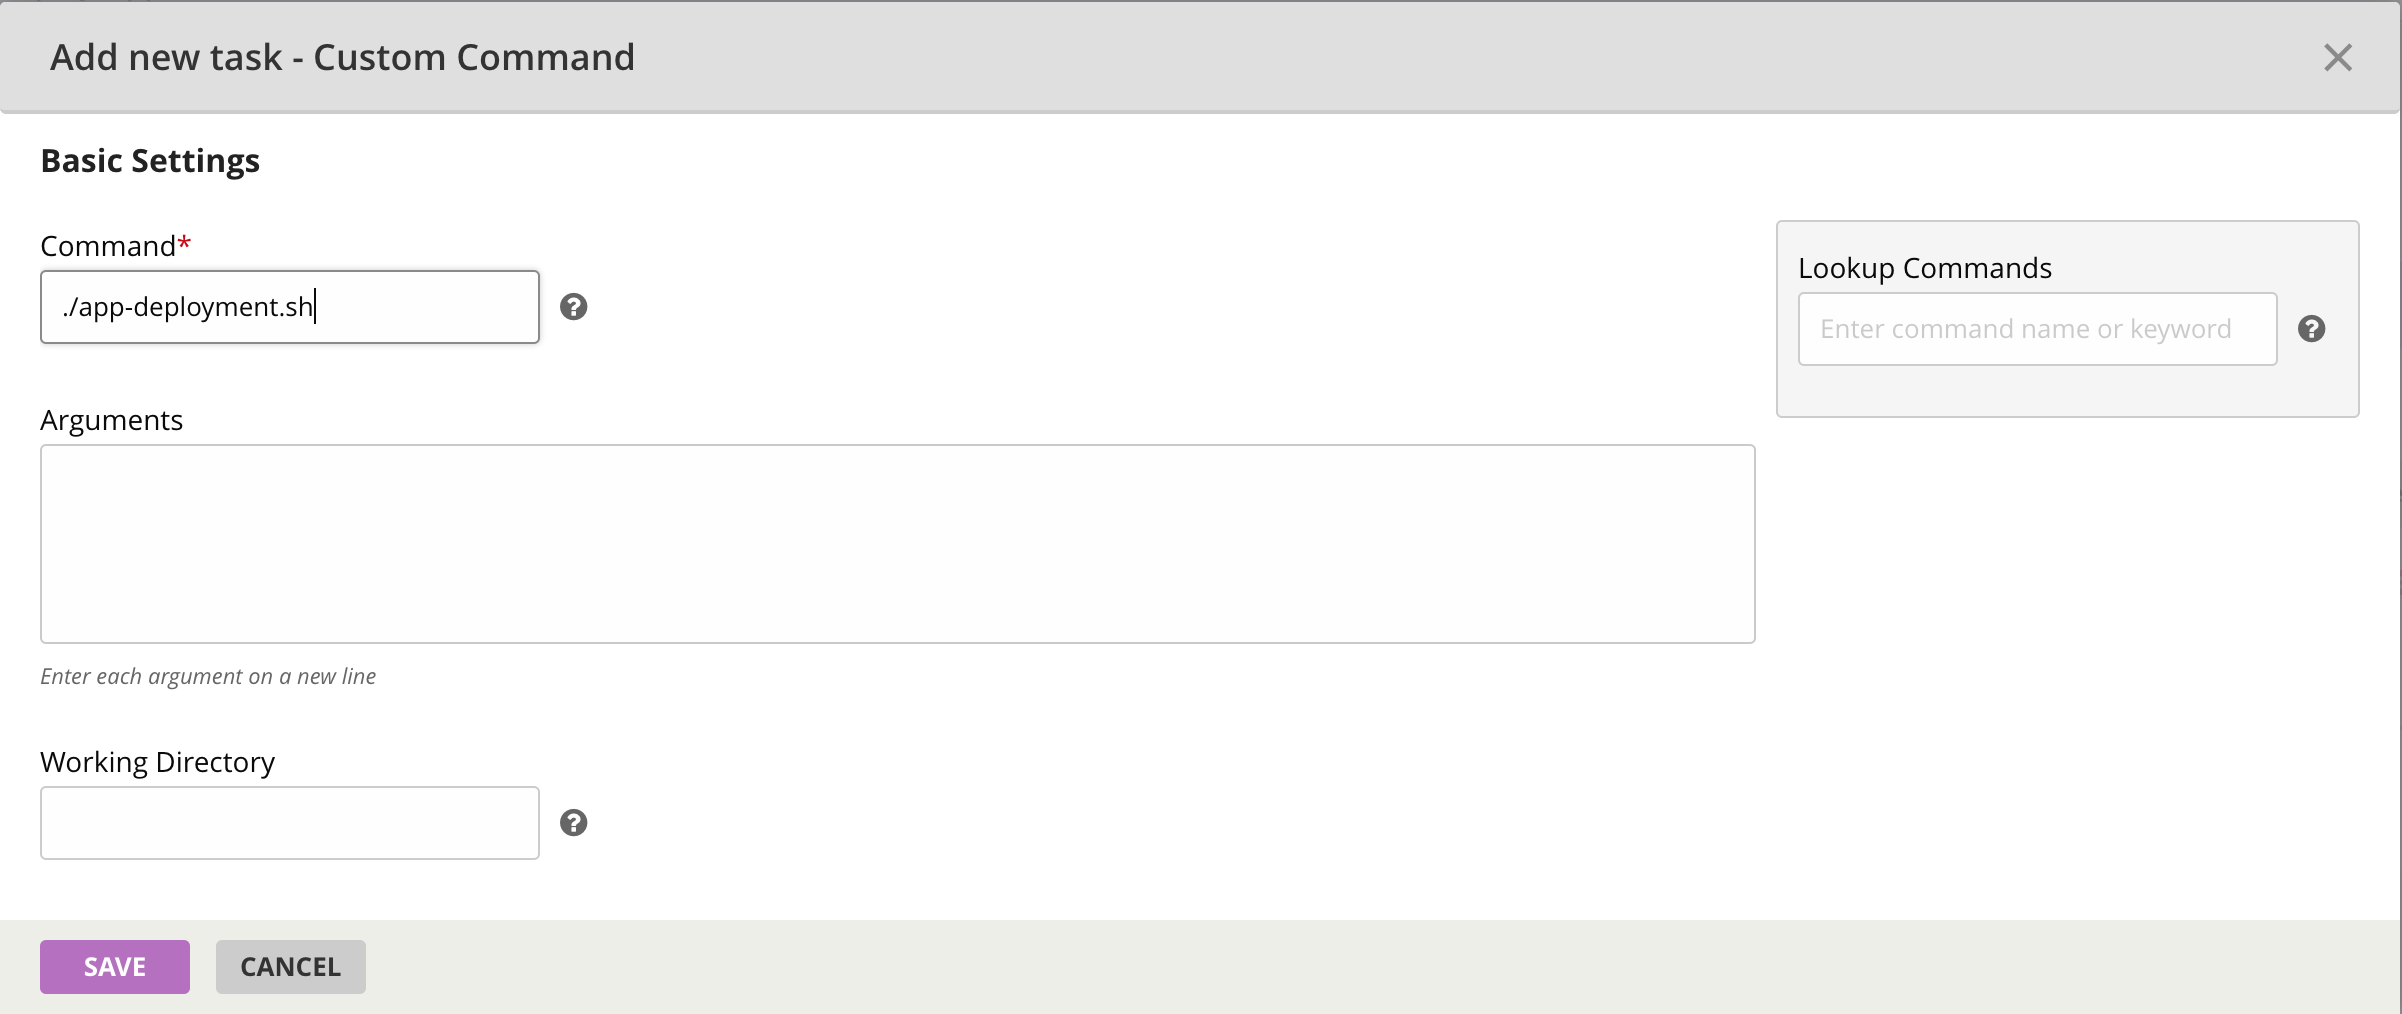 Add new task - Custom Command
Basic Settings
Command*
./app-deployment.sh
Lookup Commands
Enter command name or keyword
Arguments
Enter each argument on a new line
Working Directory
SAVE
CANCEL